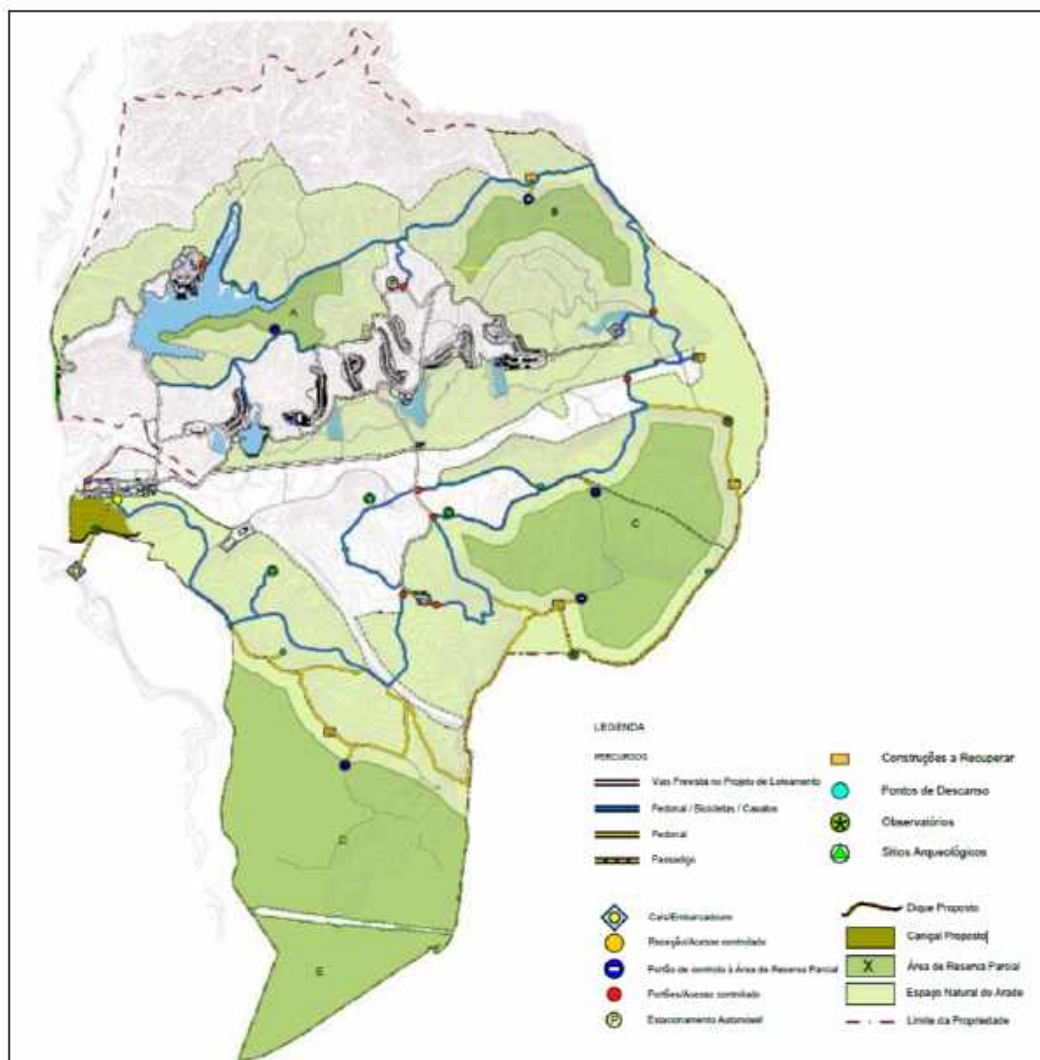 B
A
P
C
D
E
LEGENDA
PERCURSOS
Vias Prevista no Projeto de Loteamento
Pedonal / Bicicletas / Cavalos
Pedonal
Passadiço
Construções a Recuperar
Pontos de Descanso
Observatórios
Sítios Arqueológicos
Cais/Embarcadouro
Receção/Acesso controlado
Portão de controlo à Área de Reserva Parcial
Portões/Acesso controlado
P Estacionamento Automóvel
Dique Proposto
Caniçal Proposto
X Área de Reserva Parcial
Espaço Natural do Arade
Limite da Propriedade